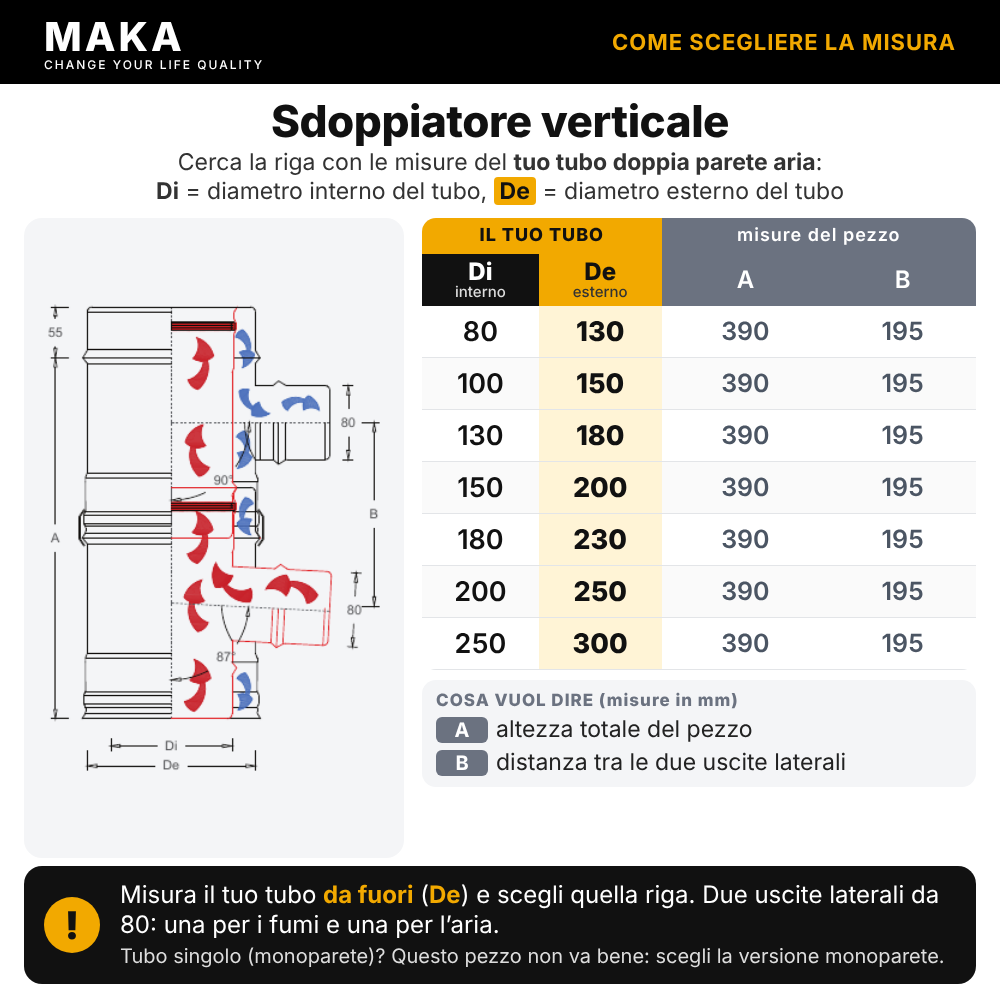 MAKA
CHANGE YOUR LIFE QUALITY
COME SCEGLIERE LA MISURA
Sdoppiatore verticale
Cerca la riga con le misure del tuo tubo doppia parete aria:
Di = diametro interno del tubo, De = diametro esterno del tubo
55
80
90°
A
B
80
87°
Di
De
IL TUO TUBO misure del pezzo
Di De A B
interno esterno
80 130 390 195
100 150 390 195
130 180 390 195
150 200 390 195
180 230 390 195
200 250 390 195
250 300 390 195
COSA VUOL DIRE (misure in mm)
A altezza totale del pezzo
B distanza tra le due uscite laterali
! Misura il tuo tubo da fuori (De) e scegli quella riga. Due uscite laterali da
80: una per i fumi e una per l’aria.
Tubo singolo (monoparete)? Questo pezzo non va bene: scegli la versione monoparete.